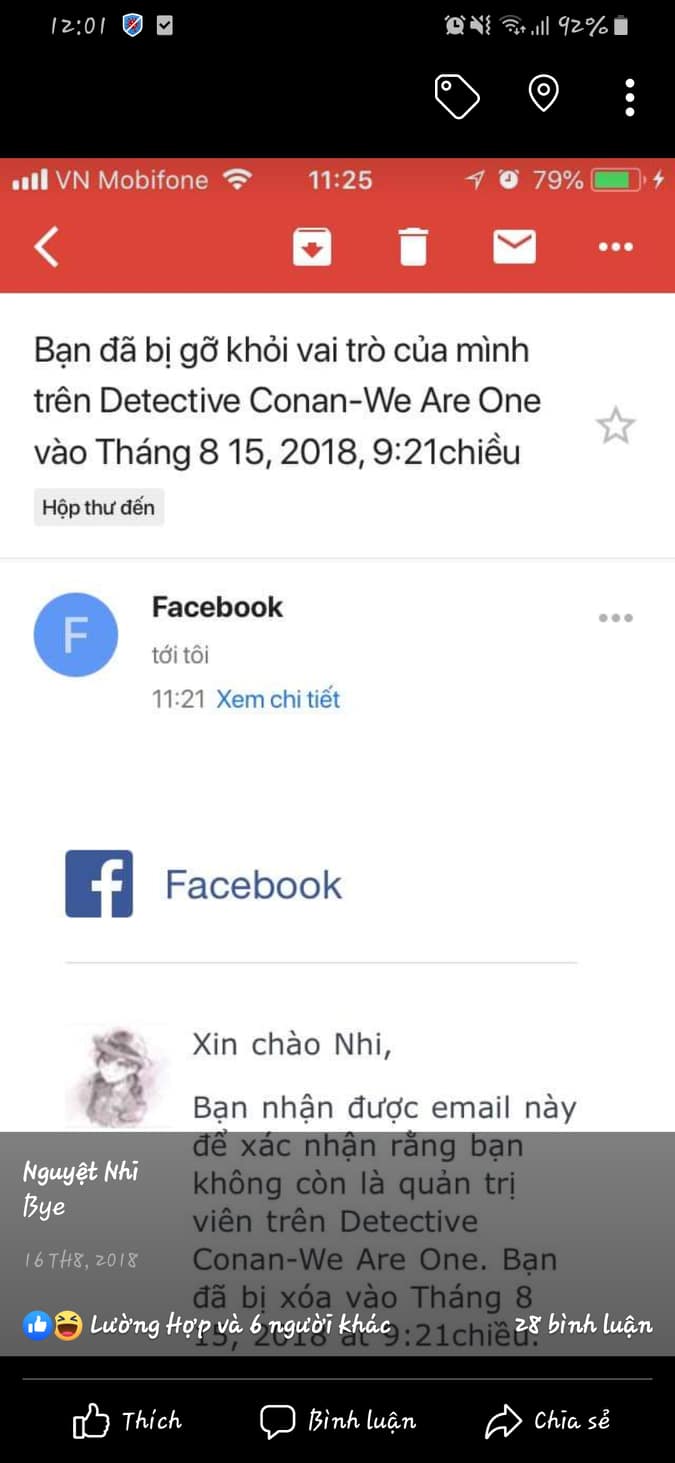 12:01
92%
VN Mobifone
11:25
79%
Bạn đã bị gỡ khỏi vai trò của mình
trên Detective Conan-We Are One
vào Tháng 8 15, 2018, 9:21chiều
Hộp thư đến
F
Facebook
tới tôi
11:21 Xem chi tiết
f Facebook
Xin chào Nhi,
Bạn nhận được email này
để xác nhận rằng bạn
không còn là quản trị
viên trên Detective
Conan-We Are One. Bạn
đã bị xóa vào Tháng 8
15, 2018 at 9:21chiều.
Nguyệt Nhi
Bye
16 TH8, 2018
Lường Hợp và 6 người khác
28 bình luận
Thích
Bình luận
Chia sẻ